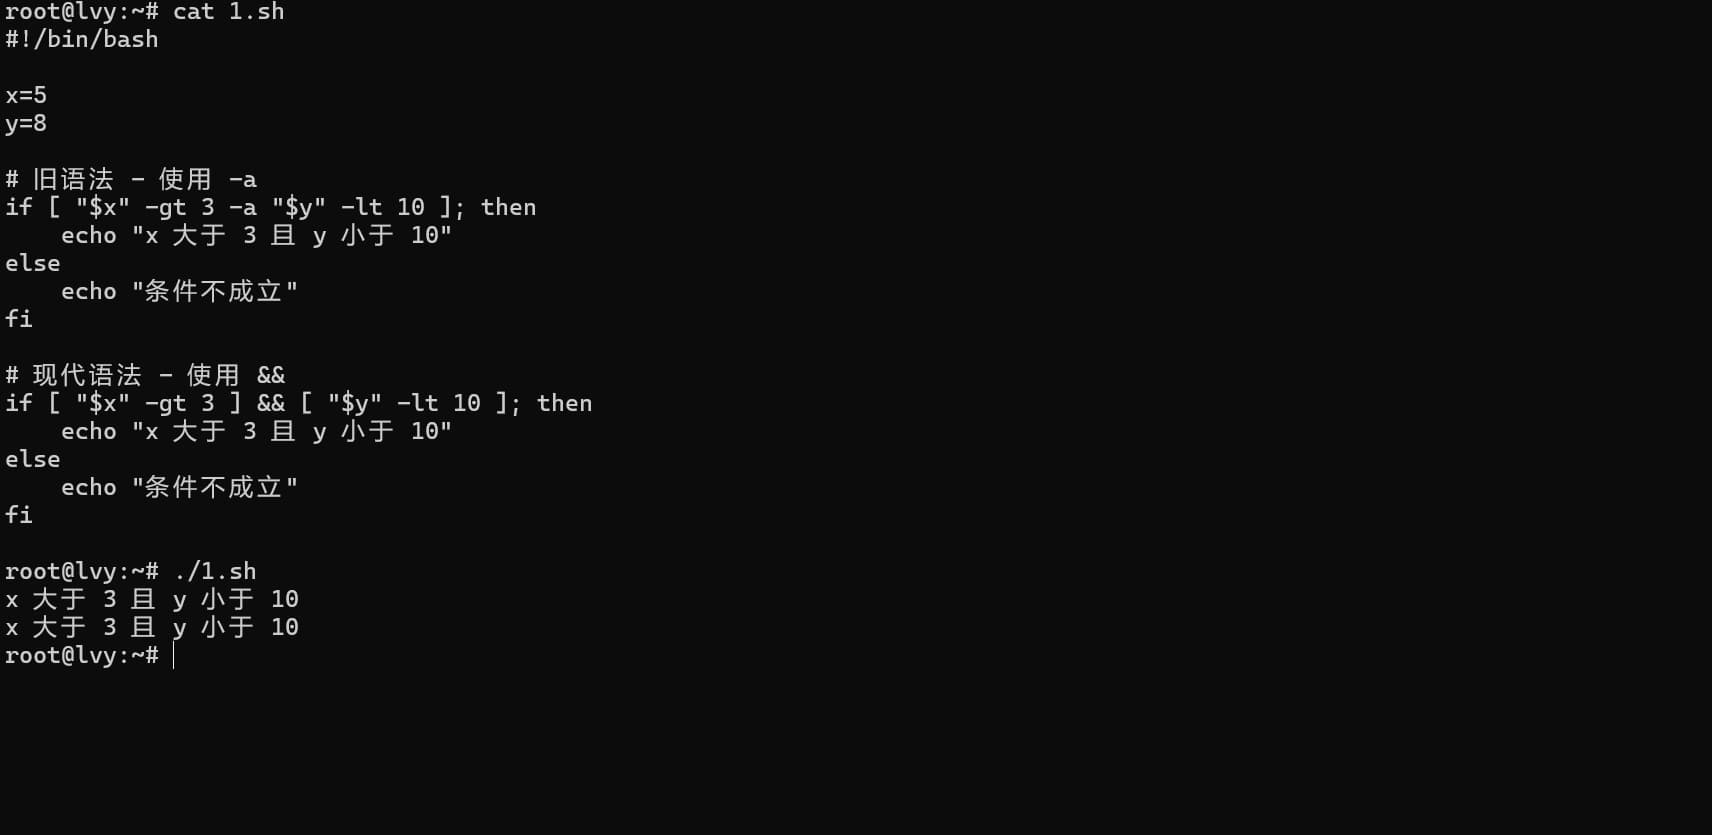 root@lvy:~# cat 1.sh
#!/bin/bash
x=5
y=8
# 旧语法 - 使用 -a
if [ "$x" -gt 3 -a "$y" -lt 10 ]; then
    echo "x 大于 3 且 y 小于 10"
else
    echo "条件不成立"
fi
# 现代语法 - 使用 &&
if [ "$x" -gt 3 ] && [ "$y" -lt 10 ]; then
    echo "x 大于 3 且 y 小于 10"
else
    echo "条件不成立"
fi
root@lvy:~# ./1.sh
x 大于 3 且 y 小于 10
x 大于 3 且 y 小于 10
root@lvy:~#